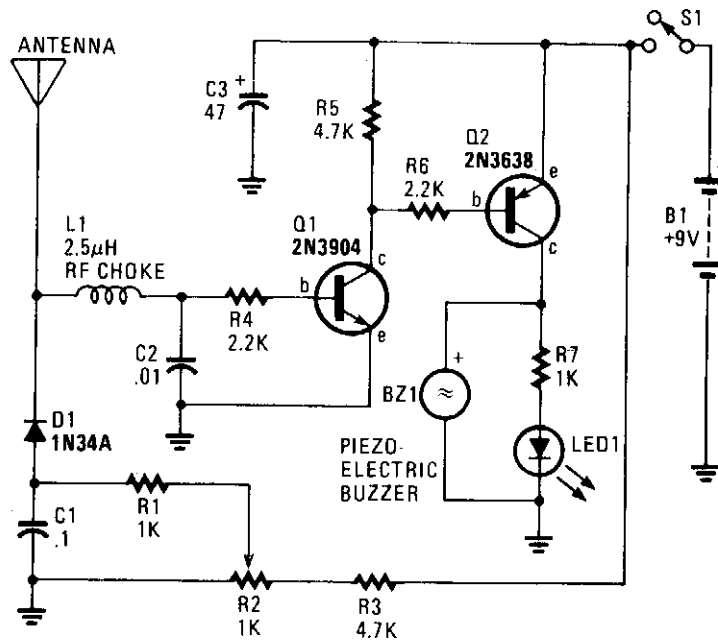 ANTENNA
S1
C3
47
+
R5
4.7K
Q2
2N3638
R6
2.2K
e
b
c
B1
+9V
L1
2.5µH
RF CHOKE
Q1
2N3904
c
b
e
R4
2.2K
C2
.01
+
BZ1
≈
R7
1K
PIEZO-
ELECTRIC
BUZZER
LED1
D1
1N34A
C1
.1
R1
1K
R2
1K
R3
4.7K